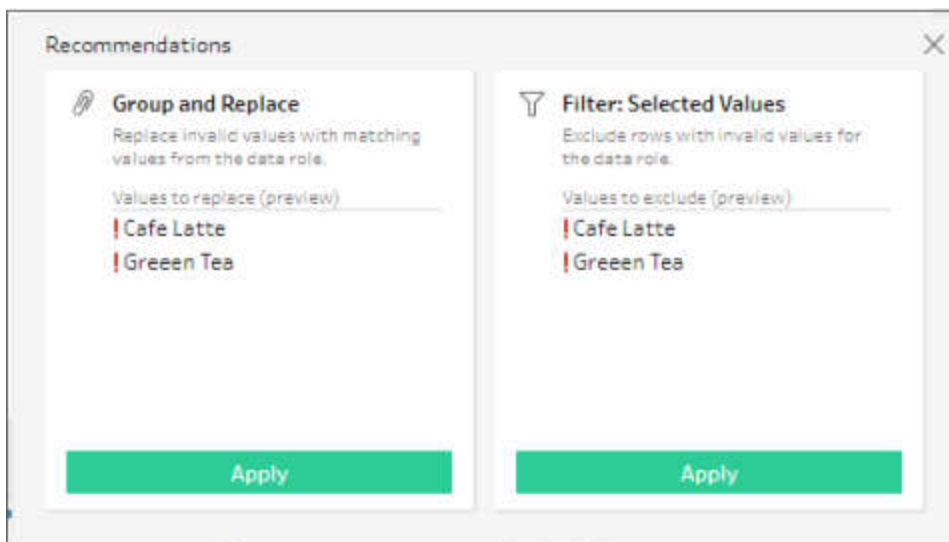 Recommendations
Group and Replace
Replace invalid values with matching
values from the data role.
Values to replace (preview)
Cafe Latte
Greeen Tea
Apply
Filter: Selected Values
Exclude rows with invalid values for
the data role.
Values to exclude (preview)
Cafe Latte
Greeen Tea
Apply